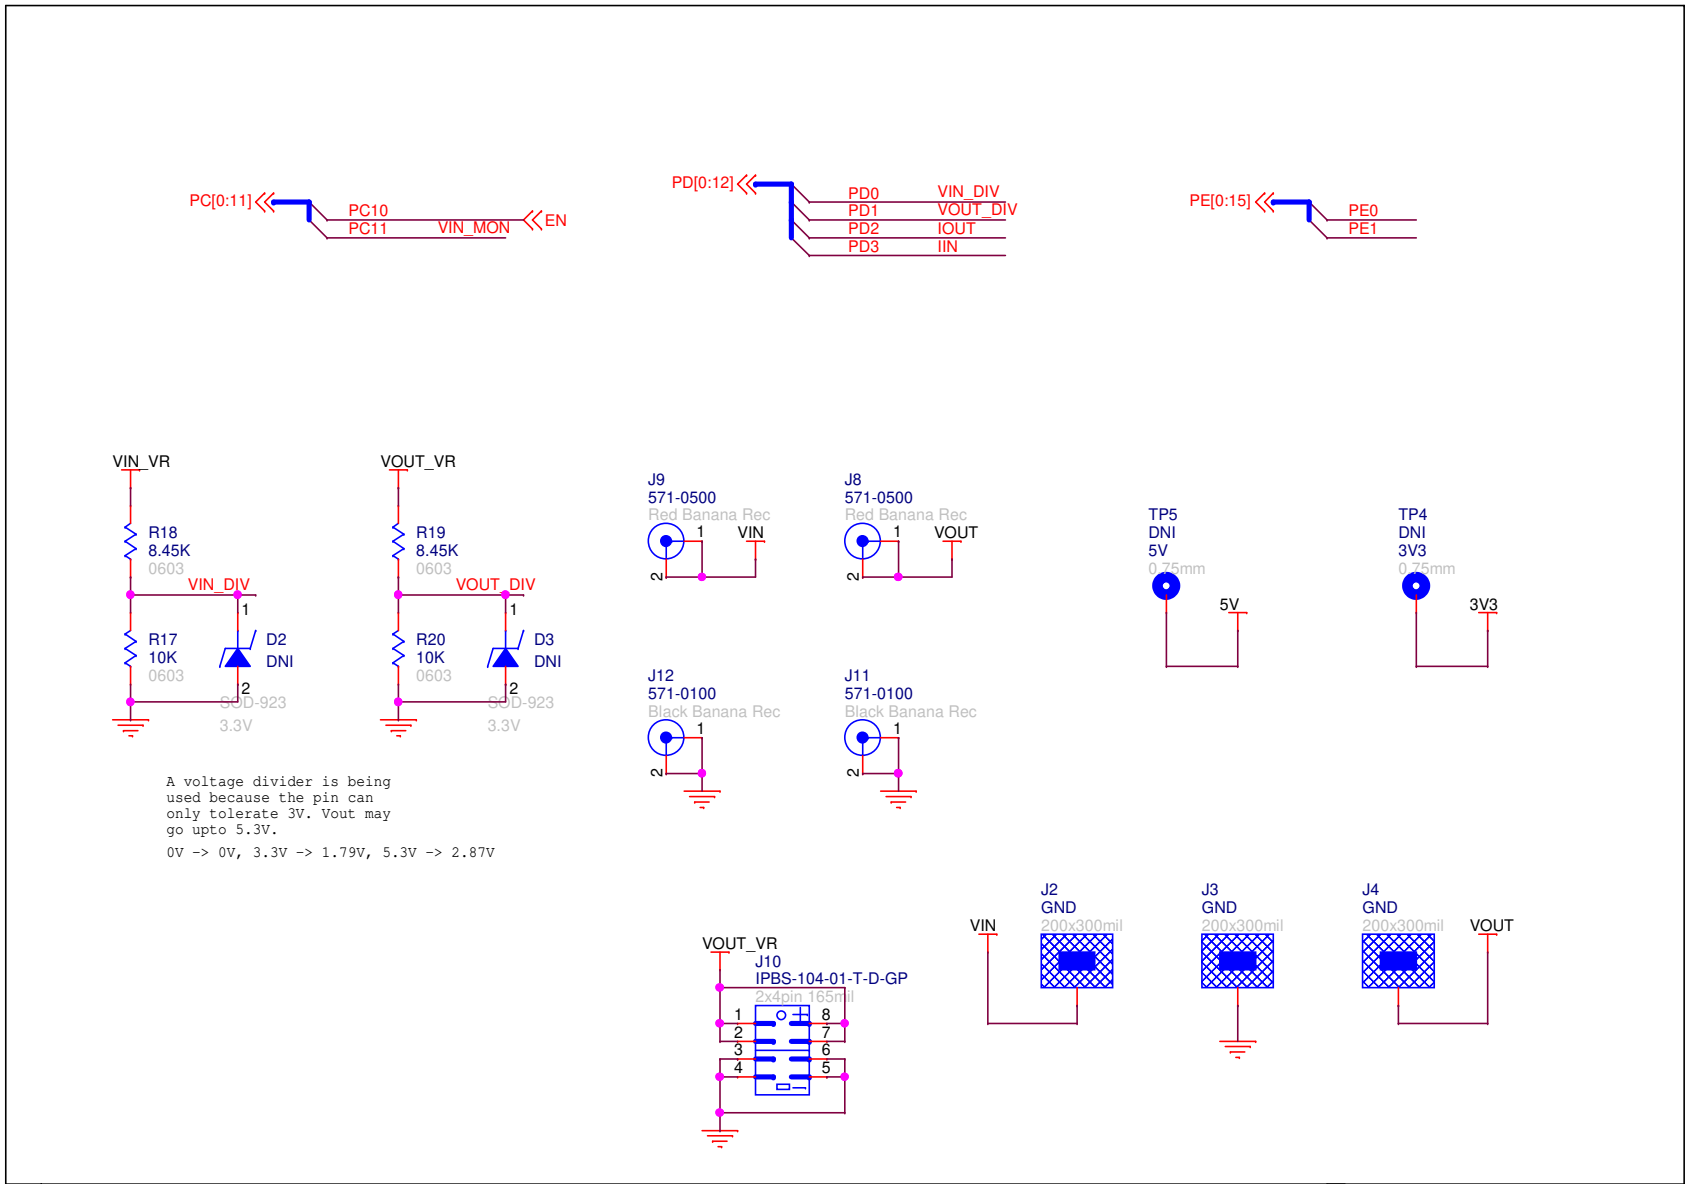 PC[0:11]
PC10
PC11
VIN_MON
EN
PD[0:12]
PD0
VIN_DIV
PD1
VOUT_DIV
PD2
IOUT
PD3
IIN
PE[0:15]
PE0
PE1
VIN_VR
R18
8.45K
0603
VIN_DIV
1
R17
10K
0603
D2
DNI
2
SOD-923
3.3V
VOUT_VR
R19
8.45K
0603
VOUT_DIV
1
R20
10K
0603
D3
DNI
2
SOD-923
3.3V
A voltage divider is being
used because the pin can
only tolerate 3V. Vout may
go upto 5.3V.
0V -> 0V, 3.3V -> 1.79V, 5.3V -> 2.87V
J9
571-0500
Red Banana Rec
1
VIN
2
J8
571-0500
Red Banana Rec
1
VOUT
2
J12
571-0100
Black Banana Rec
1
2
J11
571-0100
Black Banana Rec
1
2
TP5
DNI
5V
0.75mm
5V
TP4
DNI
3V3
0.75mm
3V3
VOUT_VR
J10
IPBS-104-01-T-D-GP
2x4pin 165mil
1
8
2
7
3
6
4
5
VIN
J2
GND
200x300mil
J3
GND
200x300mil
J4
GND
200x300mil
VOUT